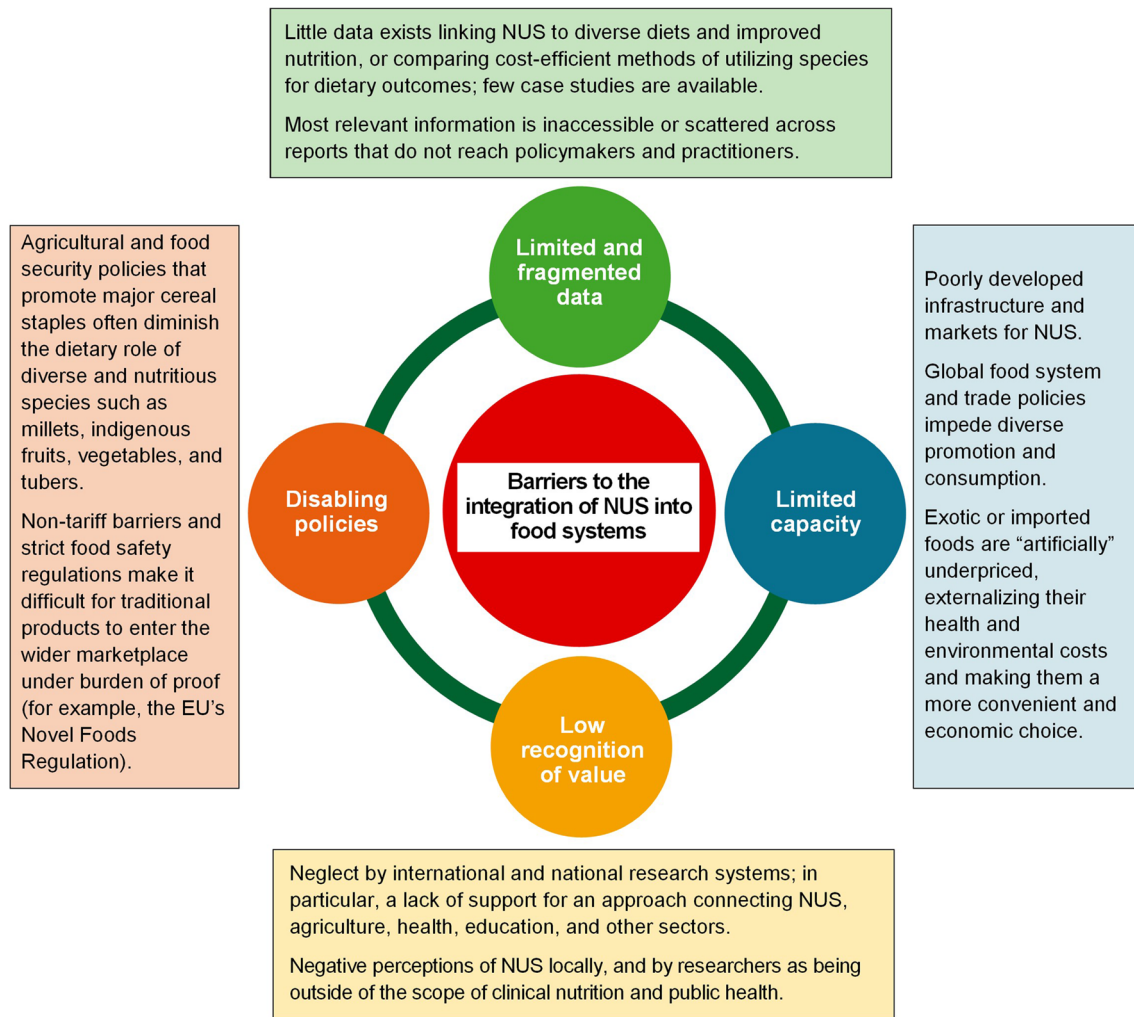 Little data exists linking NUS to diverse diets and improved
nutrition, or comparing cost-efficient methods of utilizing species
for dietary outcomes; few case studies are available.
Most relevant information is inaccessible or scattered across
reports that do not reach policymakers and practitioners.
Limited and
fragmented
data
Agricultural and food
security policies that
promote major cereal
staples often diminish
the dietary role of
diverse and nutritious
species such as
millets, indigenous
fruits, vegetables, and
tubers.
Non-tariff barriers and
strict food safety
regulations make it
difficult for traditional
products to enter the
wider marketplace
under burden of proof
(for example, the EU’s
Novel Foods
Regulation).
Disabling
policies
Barriers to the
integration of NUS into
food systems
Limited
capacity
Poorly developed
infrastructure and
markets for NUS.
Global food system
and trade policies
impede diverse
promotion and
consumption.
Exotic or imported
foods are “artificially”
underpriced,
externalizing their
health and
environmental costs
and making them a
more convenient and
economic choice.
Low
recognition
of value
Neglect by international and national research systems; in
particular, a lack of support for an approach connecting NUS,
agriculture, health, education, and other sectors.
Negative perceptions of NUS locally, and by researchers as being
outside of the scope of clinical nutrition and public health.